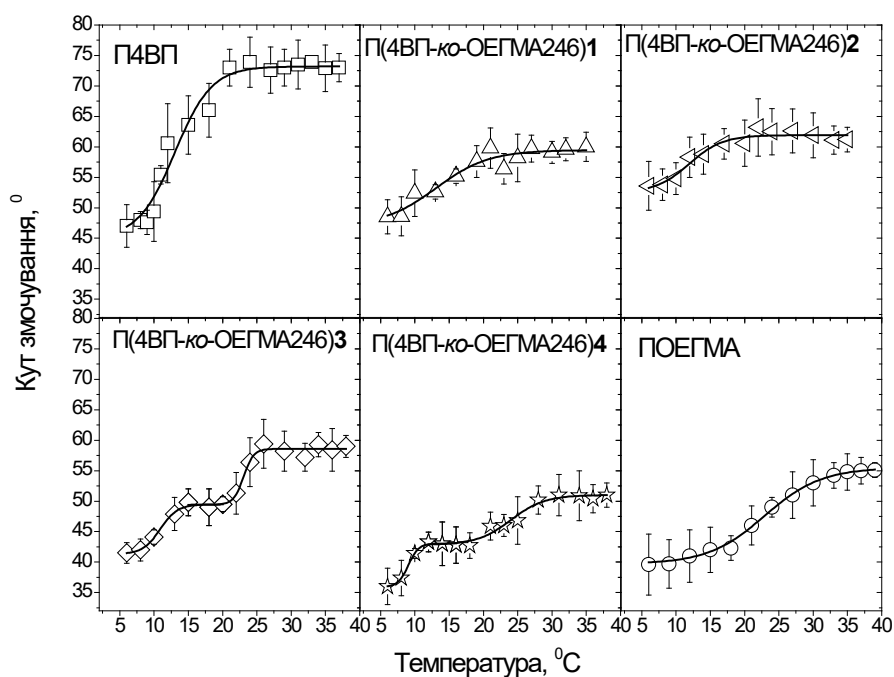 80
75
70
65
60
55
50
45
40
35
80
75
70
65
60
55
50
45
40
35
П4ВП
П(4ВП-ко-ОЕГМА246)1
П(4ВП-ко-ОЕГМА246)2
П(4ВП-ко-ОЕГМА246)3
П(4ВП-ко-ОЕГМА246)4
ПОЕГМА
Кут змочування, 0
5 10 15 20 25 30 35 40 5 10 15 20 25 30 35 40 5 10 15 20 25 30 35 40
Температура, 0С